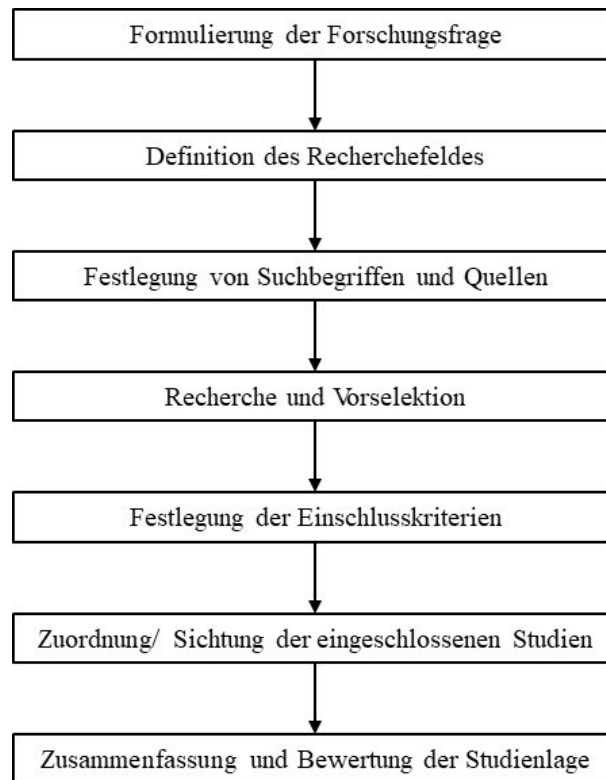 Formulierung der Forschungsfrage
Definition des Recherchefeldes
Festlegung von Suchbegriffen und Quellen
Recherche und Vorselektion
Festlegung der Einschlusskriterien
Zuordnung/ Sichtung der eingeschlossenen Studien
Zusammenfassung und Bewertung der Studienlage